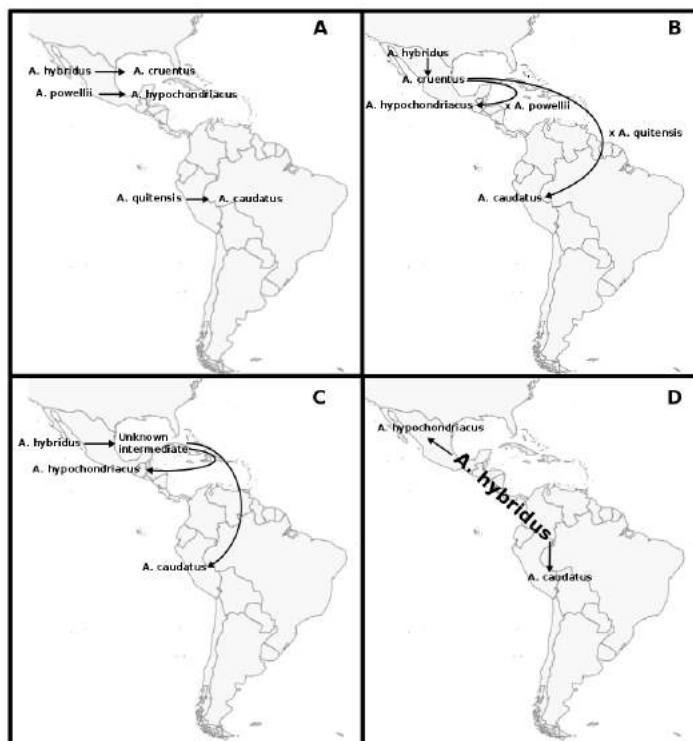 A
A. hybridus A. cruentus
A. powellii A. hypochondriacus
A. quitensis A. caudatus
B
A. hybridus
A. cruentus
A. hypochondriacus x A. powellii
x A. quitensis
A. caudatus
C
A. hybridus Unknown
intermediate
A. hypochondriacus
A. caudatus
D
A. hypochondriacus
A. hybridus
A. caudatus